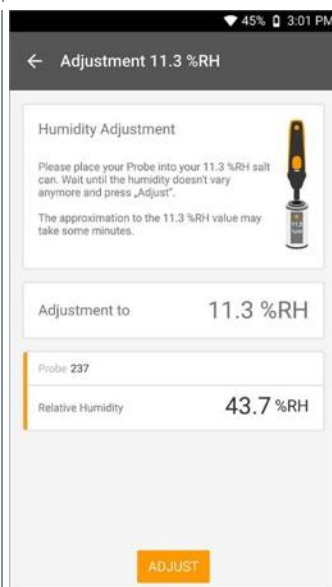 45% 3:01 PM
Adjustment 11.3 %RH
Humidity Adjustment
Please place your Probe into your 11.3 %RH salt
can. Wait until the humidity doesn't vary
anymore and press „Adjust".
The approximation to the 11.3 %RH value may
take some minutes.
Adjustment to 11.3 %RH
Probe 237
Relative Humidity 43.7 %RH
ADJUST